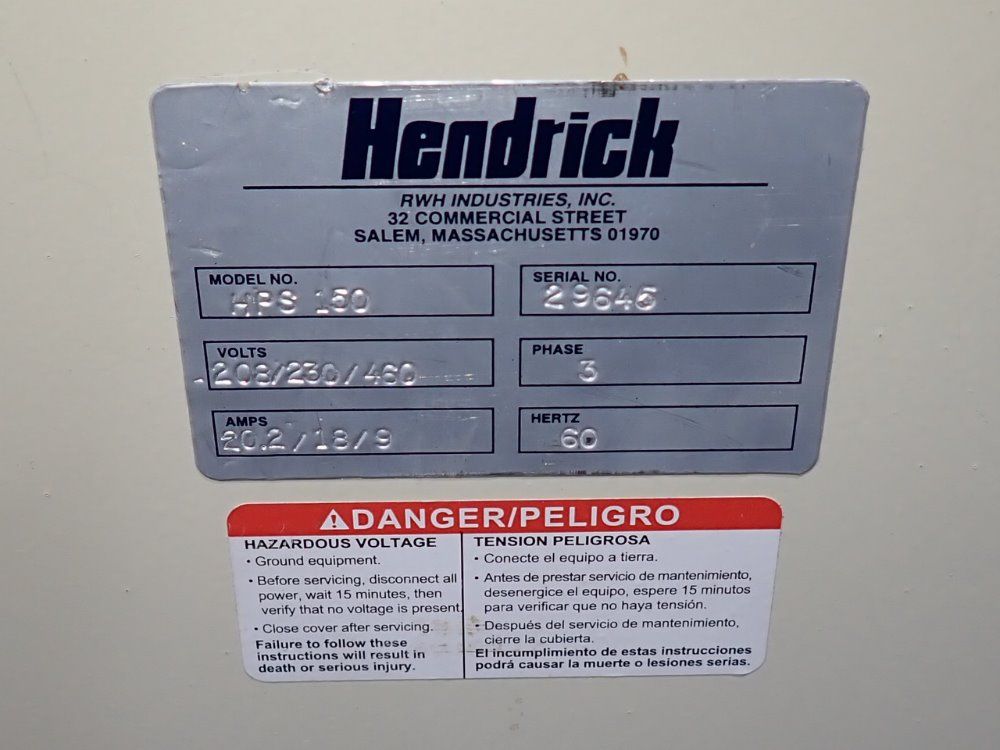 Hendrick
RWH INDUSTRIES, INC.
32 COMMERCIAL STREET
SALEM, MASSACHUSETTS 01970
MODEL NO.
HPS 150
SERIAL NO.
29646
VOLTS
208/230/460
PHASE
3
AMPS
20.2/18/9
HERTZ
60
⚠DANGER/PELIGRO
HAZARDOUS VOLTAGE
• Ground equipment.
• Before servicing, disconnect all
power, wait 15 minutes, then
verify that no voltage is present.
• Close cover after servicing.
Failure to follow these
instructions will result in
death or serious injury.
TENSION PELIGROSA
• Conecte el equipo a tierra.
• Antes de prestar servicio de mantenimiento,
desenergice el equipo, espere 15 minutos
para verificar que no haya tensión.
• Después del servicio de mantenimiento,
cierre la cubierta.
El incumplimiento de estas instrucciones
podrá causar la muerte o lesiones serias.